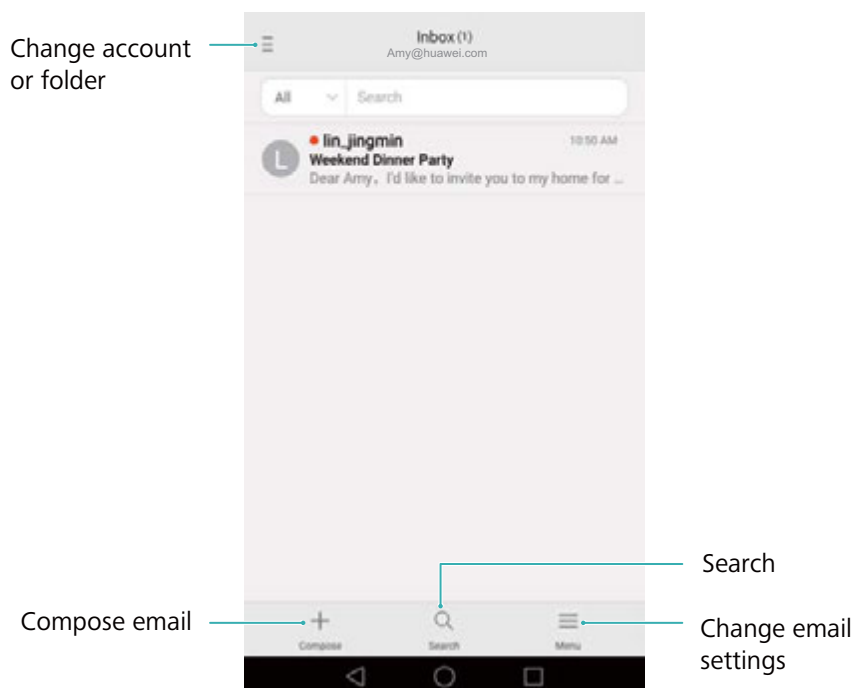 Change account
or folder
Inbox (1)
Amy@huawei.com
All
Search
L
lin_jingmin
10:50 AM
Weekend Dinner Party
Dear Amy，I'd like to invite you to my home for ...
Search
Compose email
Change email
settings
Compose
Search
Menu